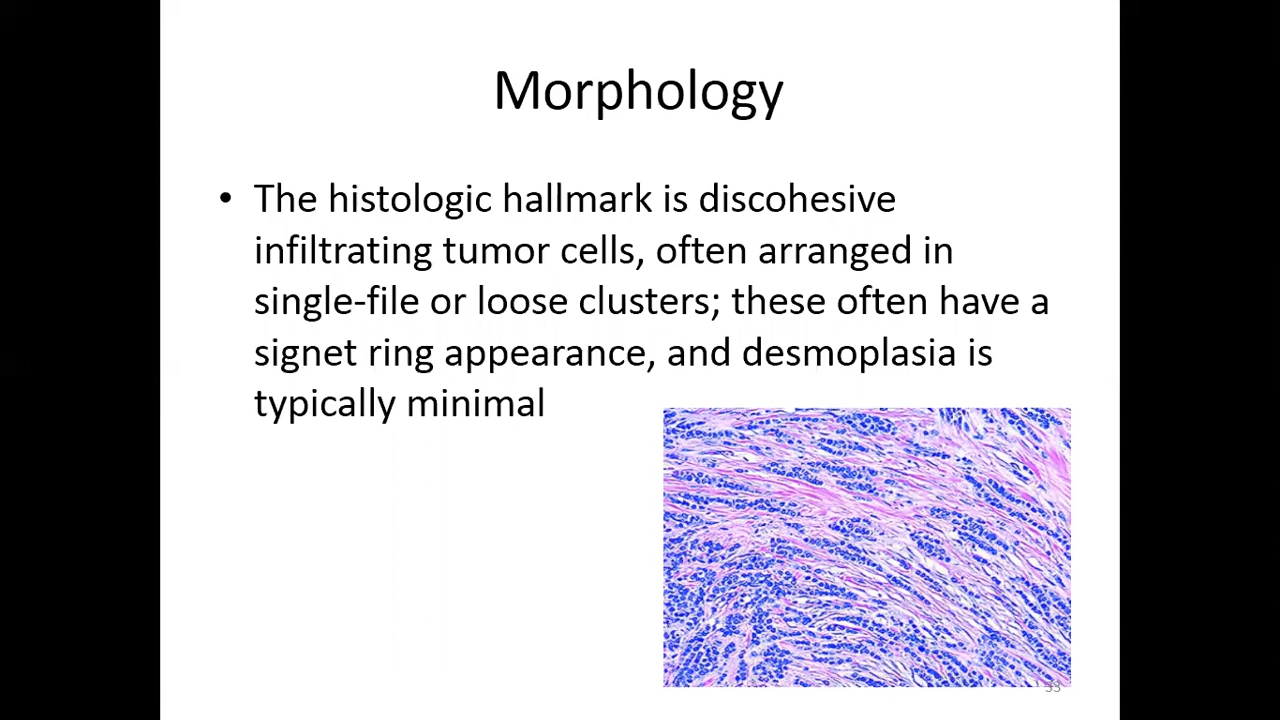 Morphology
• The histologic hallmark is discohesive
infiltrating tumor cells, often arranged in
single-file or loose clusters; these often have a
signet ring appearance, and desmoplasia is
typically minimal
53